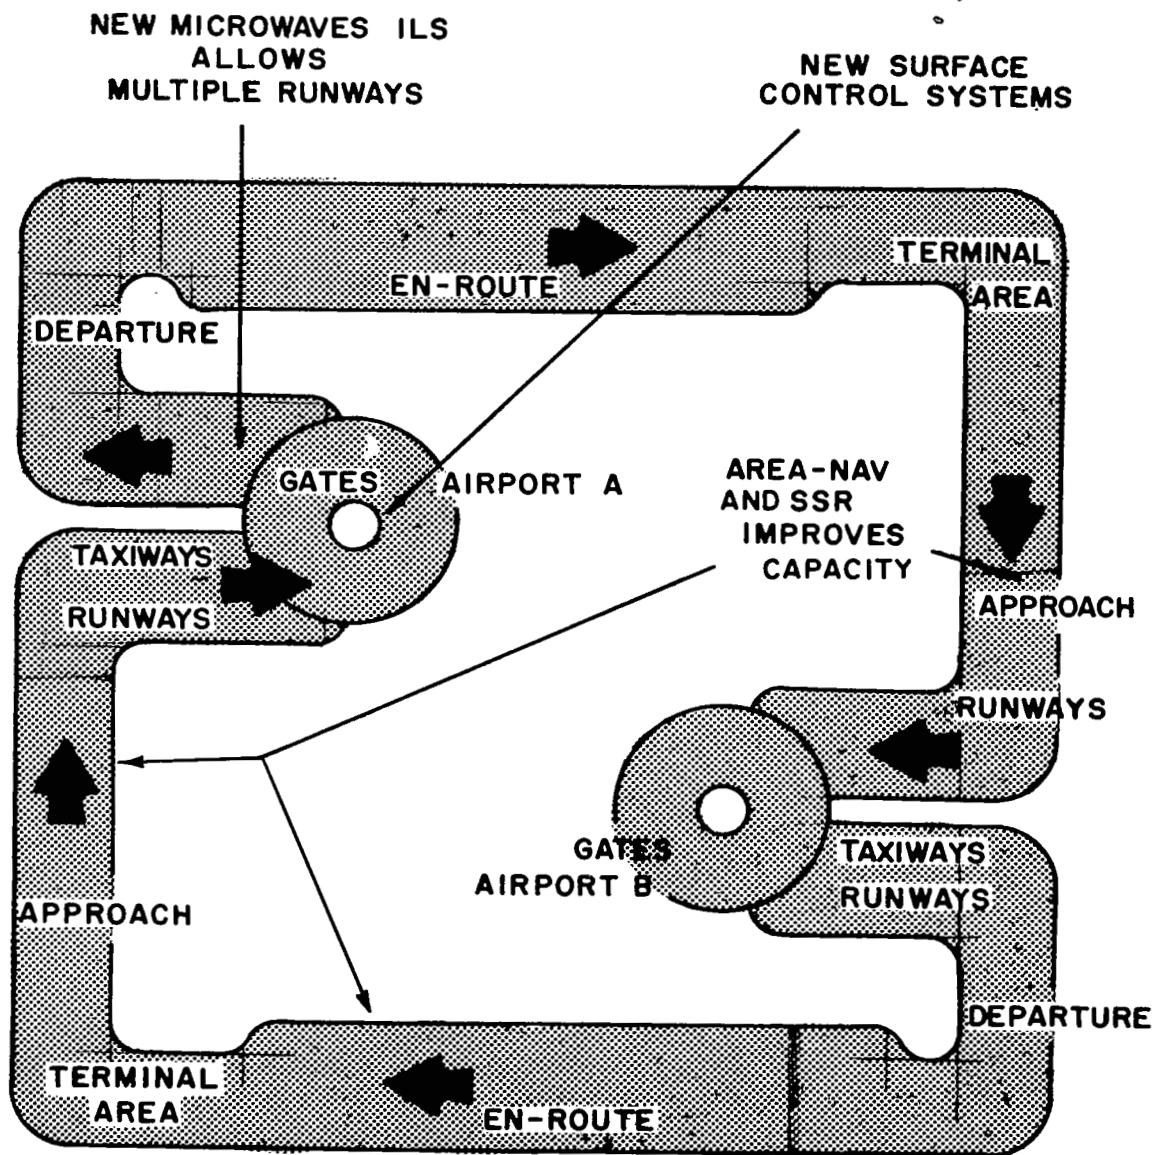 NEW MICROWAVES ILS
ALLOWS
MULTIPLE RUNWAYS
NEW SURFACE
CONTROL SYSTEMS
TERMINAL
AREA
EN-ROUTE
DEPARTURE
GATES
AIRPORT A
AREA-NAV
AND SSR
IMPROVES
CAPACITY
TAXIWAYS
RUNWAYS
APPROACH
RUNWAYS
GATES
AIRPORT B
TAXIWAYS
RUNWAYS
APPROACH
DEPARTURE
TERMINAL
AREA
EN-ROUTE